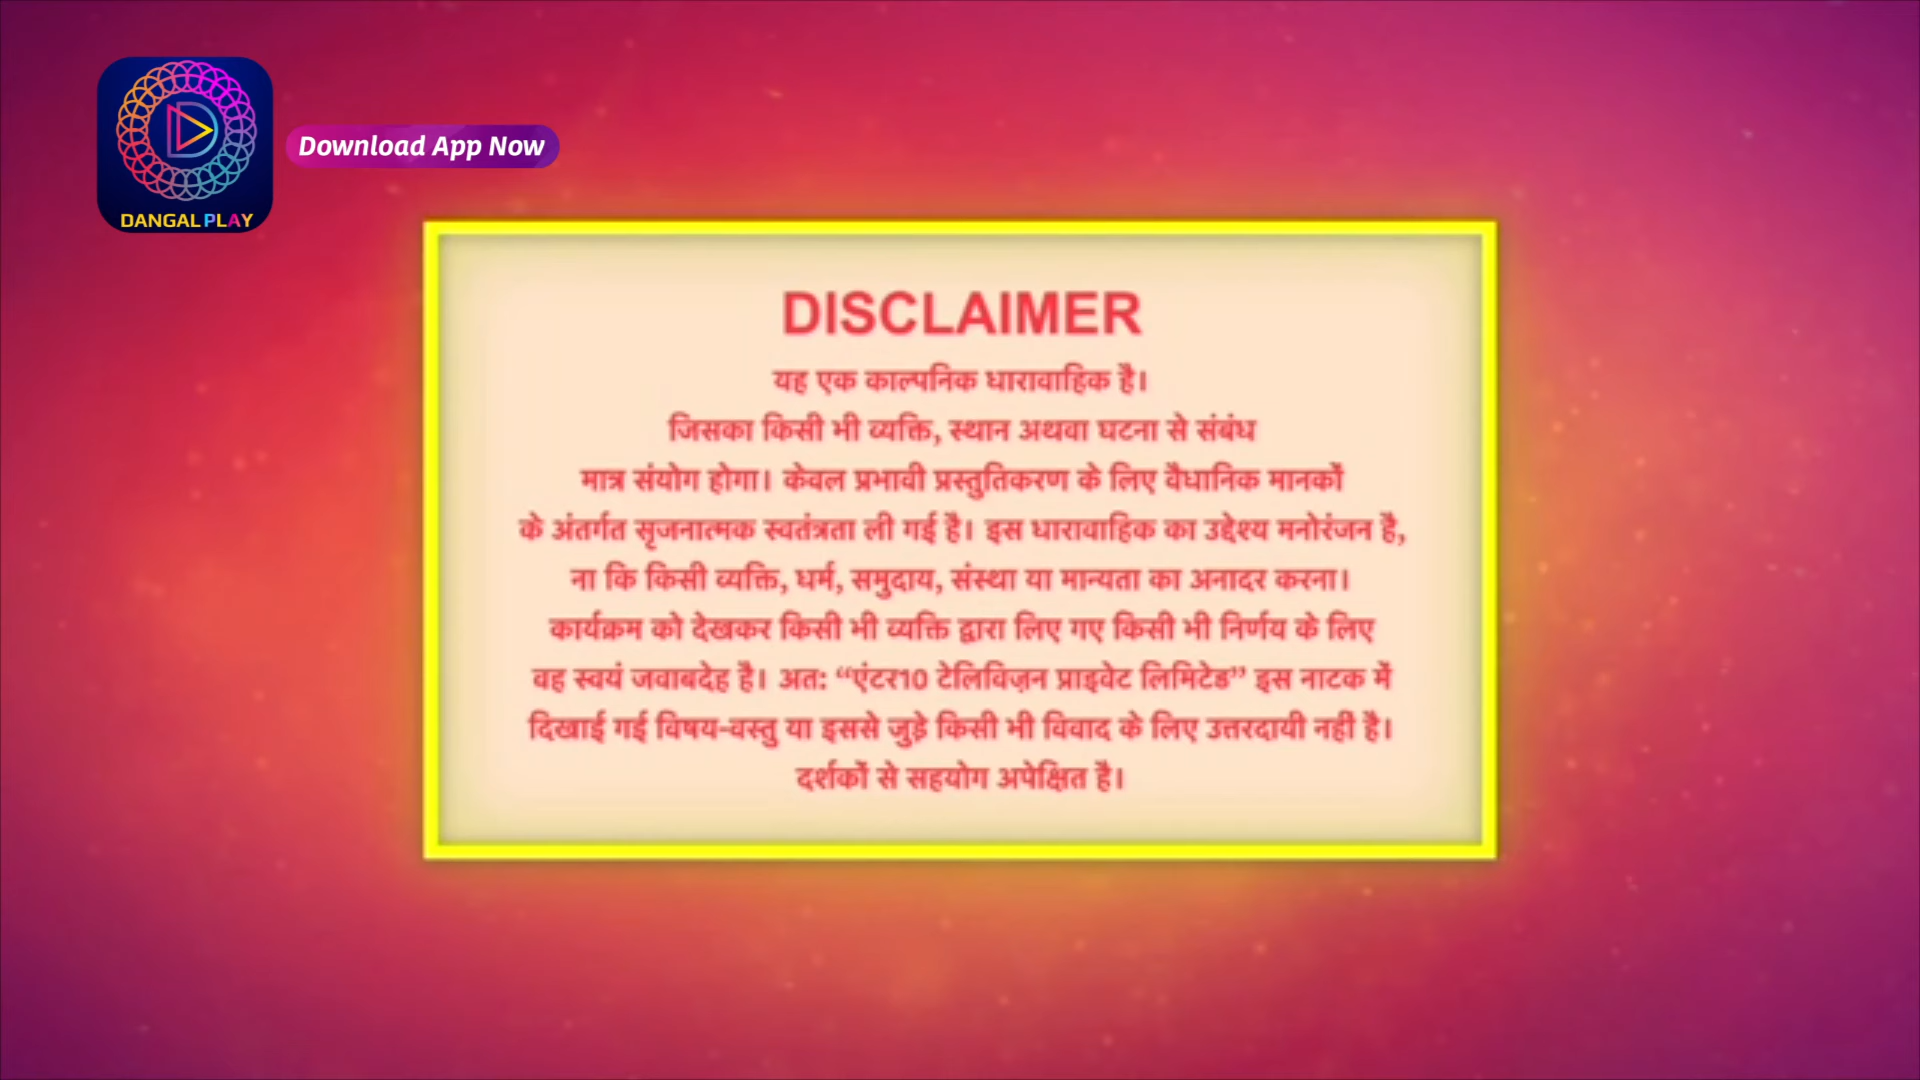 DANGAL PLAY
Download App Now
DISCLAIMER
यह एक काल्पनिक धारावाहिक है।
जिसका किसी भी व्यक्ति, स्थान अथवा घटना से संबंध
मात्र संयोग होगा। केवल प्रभावी प्रस्तुतिकरण के लिए वैधानिक मानकों
के अंतर्गत सृजनात्मक स्वतंत्रता ली गई है। इस धारावाहिक का उद्देश्य मनोरंजन है,
ना कि किसी व्यक्ति, धर्म, समुदाय, संस्था या मान्यता का अनादर करना।
कार्यक्रम को देखकर किसी भी व्यक्ति द्वारा लिए गए किसी भी निर्णय के लिए
वह स्वयं जवाबदेह है। अत: “एंटर10 टेलिविज़न प्राइवेट लिमिटेड” इस नाटक में
दिखाई गई विषय-वस्तु या इससे जुड़े किसी भी विवाद के लिए उत्तरदायी नहीं है।
दर्शकों से सहयोग अपेक्षित है।